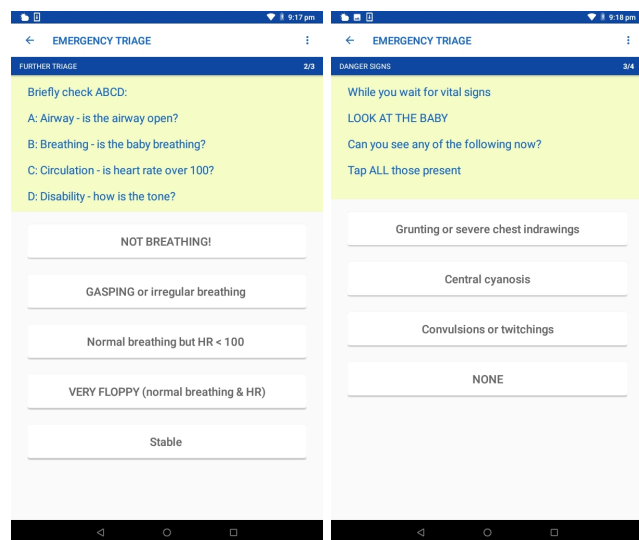 9:17 pm
EMERGENCY TRIAGE
FURTHER TRIAGE 2/3
Briefly check ABCD:
A: Airway - is the airway open?
B: Breathing - is the baby breathing?
C: Circulation - is heart rate over 100?
D: Disability - how is the tone?
NOT BREATHING!
GASPING or irregular breathing
Normal breathing but HR < 100
VERY FLOPPY (normal breathing & HR)
Stable
9:18 pm
EMERGENCY TRIAGE
DANGER SIGNS 3/4
While you wait for vital signs
LOOK AT THE BABY
Can you see any of the following now?
Tap ALL those present
Grunting or severe chest indrawings
Central cyanosis
Convulsions or twitchings
NONE